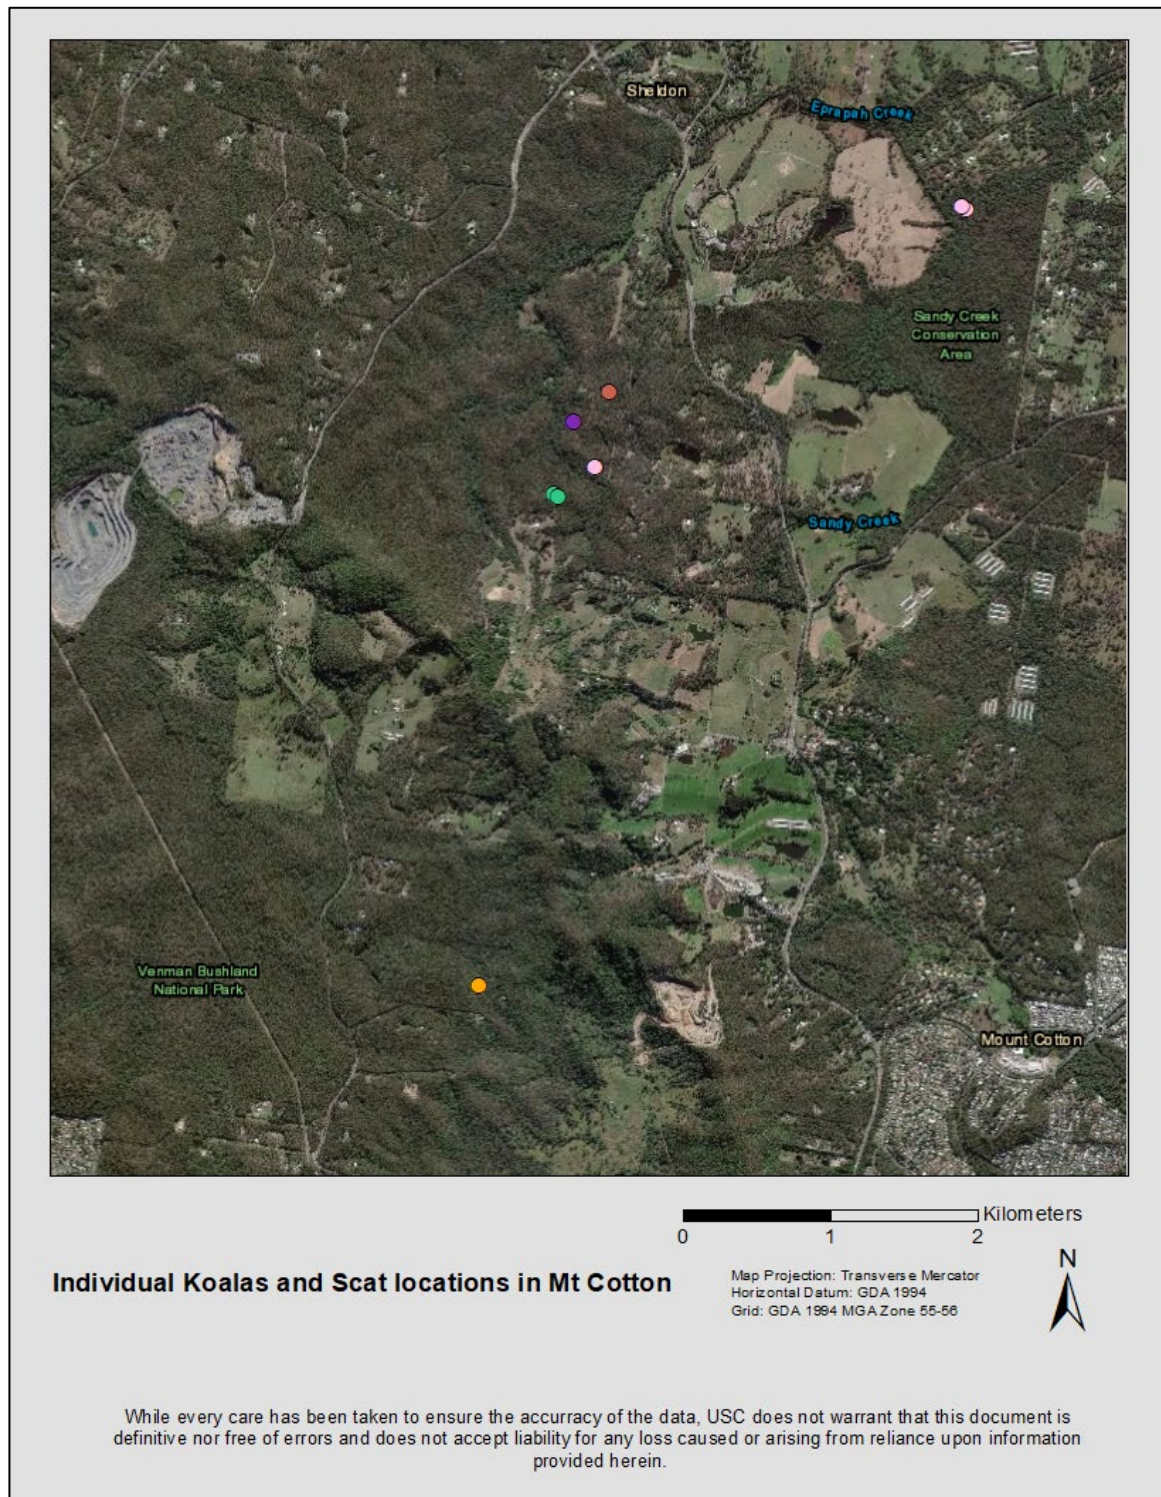 Sheldon
Eprapah Creek
Sandy Creek
Conservation
Area
Sandy Creek
Venman Bushland
National Park
Mount Cotton
Kilometers
0 1 2
Individual Koalas and Scat locations in Mt Cotton
Map Projection: Transverse Mercator
Horizontal Datum: GDA 1994
Grid: GDA 1994 MGA Zone 55-56
N
While every care has been taken to ensure the accurracy of the data, USC does not warrant that this document is
definitive nor free of errors and does not accept liability for any loss caused or arising from reliance upon information
provided herein.